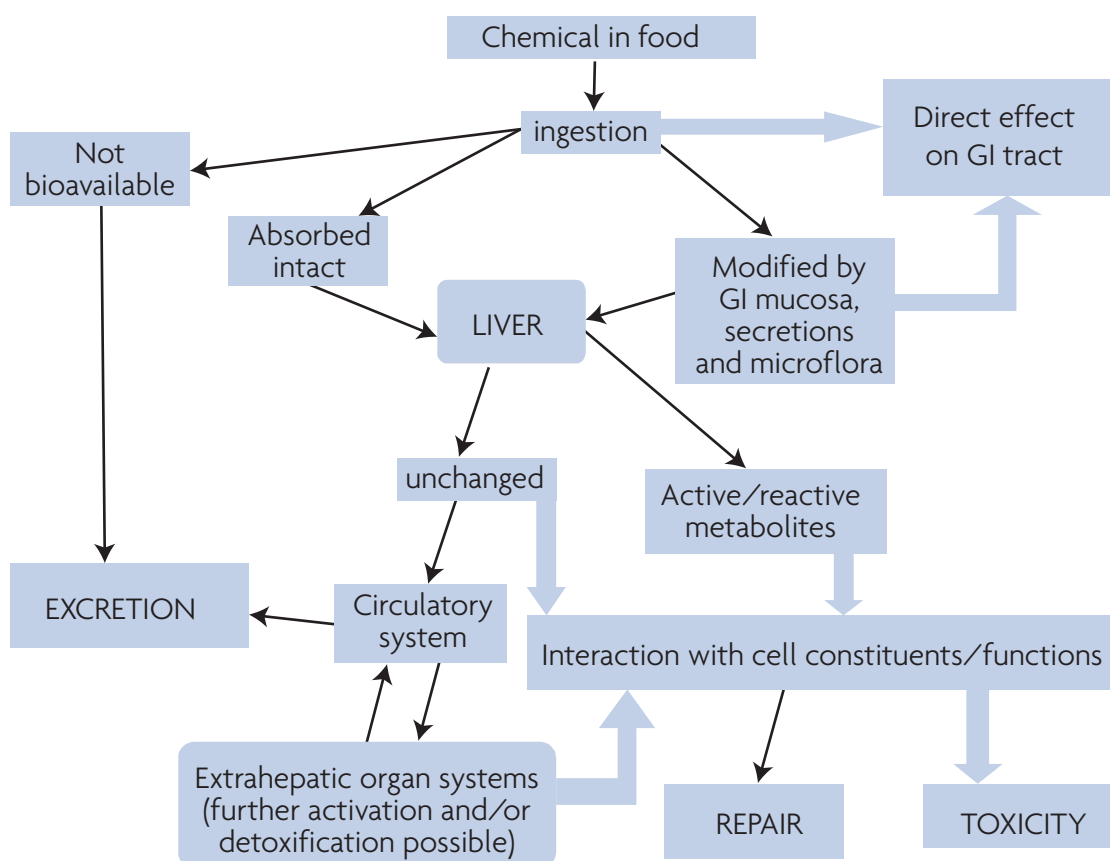 Chemical in food
ingestion
Direct effect
on GI tract
Not
bioavailable
Absorbed
intact
Modified by
GI mucosa,
secretions
and microflora
LIVER
unchanged
Active/reactive
metabolites
EXCRETION
Circulatory
system
Interaction with cell constituents/functions
Extrahepatic organ systems
(further activation and/or
detoxification possible)
REPAIR
TOXICITY